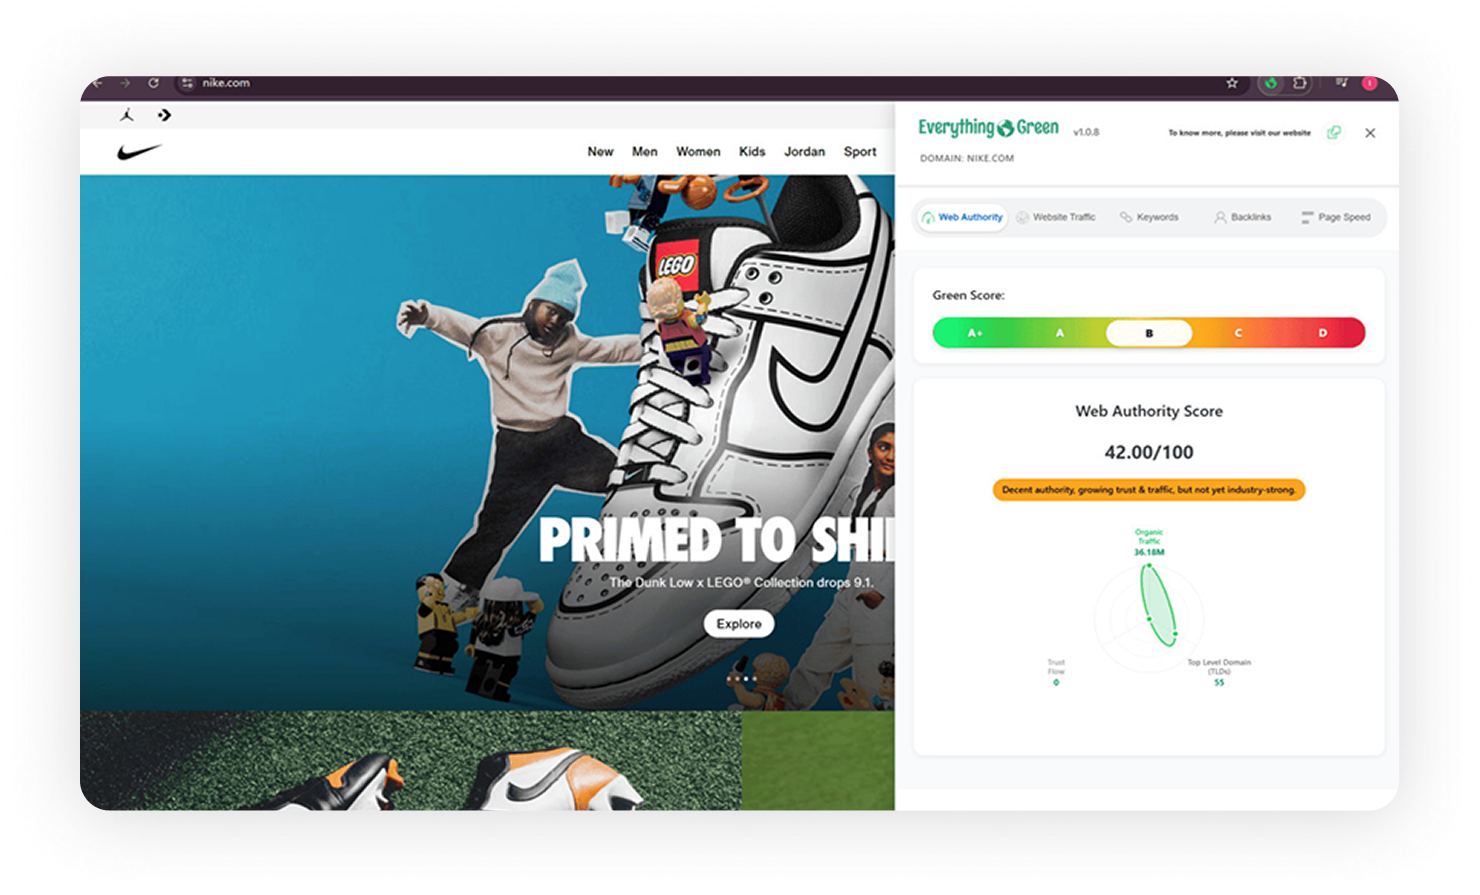 nike.com
New Men Women Kids Jordan Sport
LEGO
PRIMED TO SHI
The Dunk Low x LEGO® Collection drops 9.1.
Explore
Everything Green v1.0.8
To know more, please visit our website
DOMAIN: NIKE.COM
Web Authority Website Traffic Keywords Backlinks Page Speed
Green Score:
A+ A B C D
Web Authority Score
42.00/100
Decent authority, growing trust & traffic, but not yet industry-strong.
Organic
Traffic
36.18M
Trust
Flow
0
Top Level Domain
(TLDs)
55